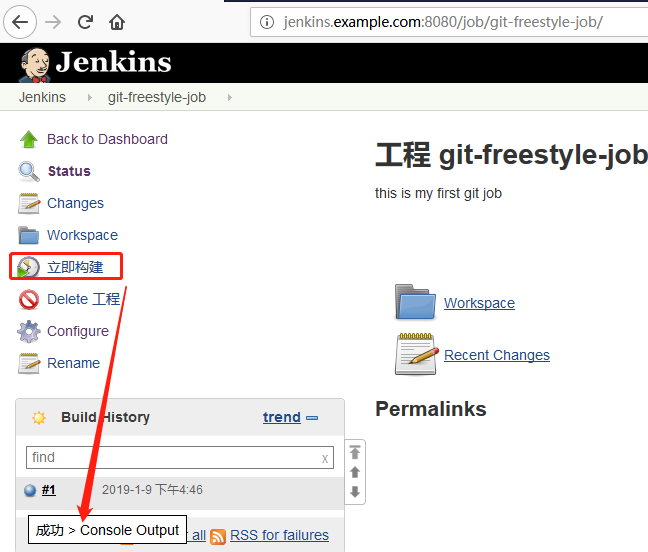 jenkins.example.com:8080/job/git-freestyle-job/
Jenkins
Jenkins git-freestyle-job
Back to Dashboard
Status
Changes
Workspace
立即构建
Delete 工程
Configure
Rename
工程 git-freestyle-job
this is my first git job
Workspace
Recent Changes
Permalinks
Build History trend
find x
#1 2019-1-9 下午4:46
成功 > Console Output
all RSS for failures